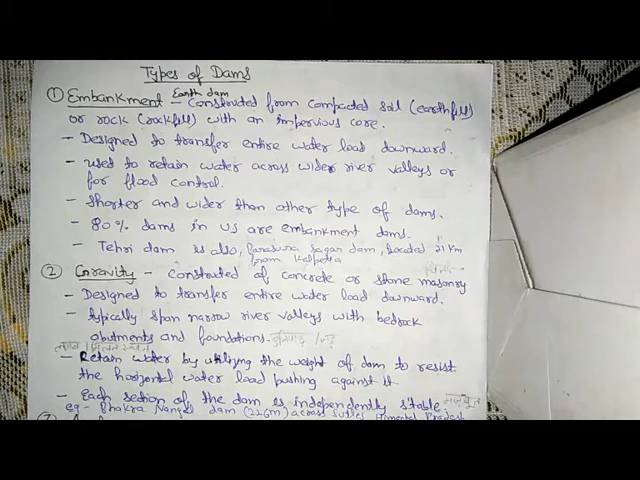 Types of Dams
Earth dam
① Embankment – Constructed from compacted soil (earthfill)
or rock (rockfill) with an impervious core.
– Designed to transfer entire water load downward.
– used to retain water across wider river valleys or
for flood control.
– shorter and wider than other type of dams.
– 80% dams in US are embankment dams.
– Tehri dam is also, Banasura sagar dam, located 21 km
from Kalpetta
② Gravity – constructed of concrete or stone masonry
– Designed to transfer entire water load downward.
– typically span narrow river valleys with bedrock
abutments and foundations
– Retain water by utilizing the weight of dam to resist
the horizontal water load pushing against it
– Each section of the dam is independently stable मजबूत
eg – Bhakra Nangal dam (226m) across Sutlej Himachal Pradesh